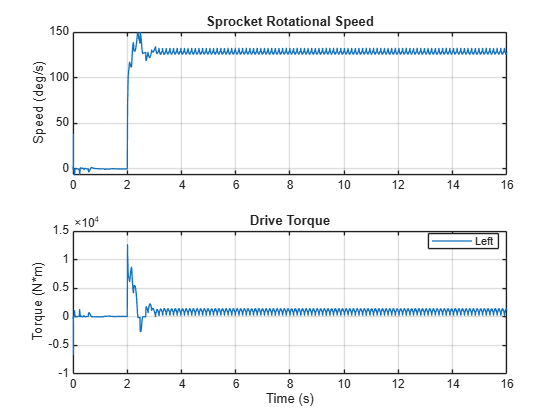 Sprocket Rotational Speed
150
100
50
0
Speed (deg/s)
0 2 4 6 8 10 12 14 16
Drive Torque
×10⁴
1.5
1
0.5
0
-0.5
-1
Torque (N*m)
Left
0 2 4 6 8 10 12 14 16
Time (s)